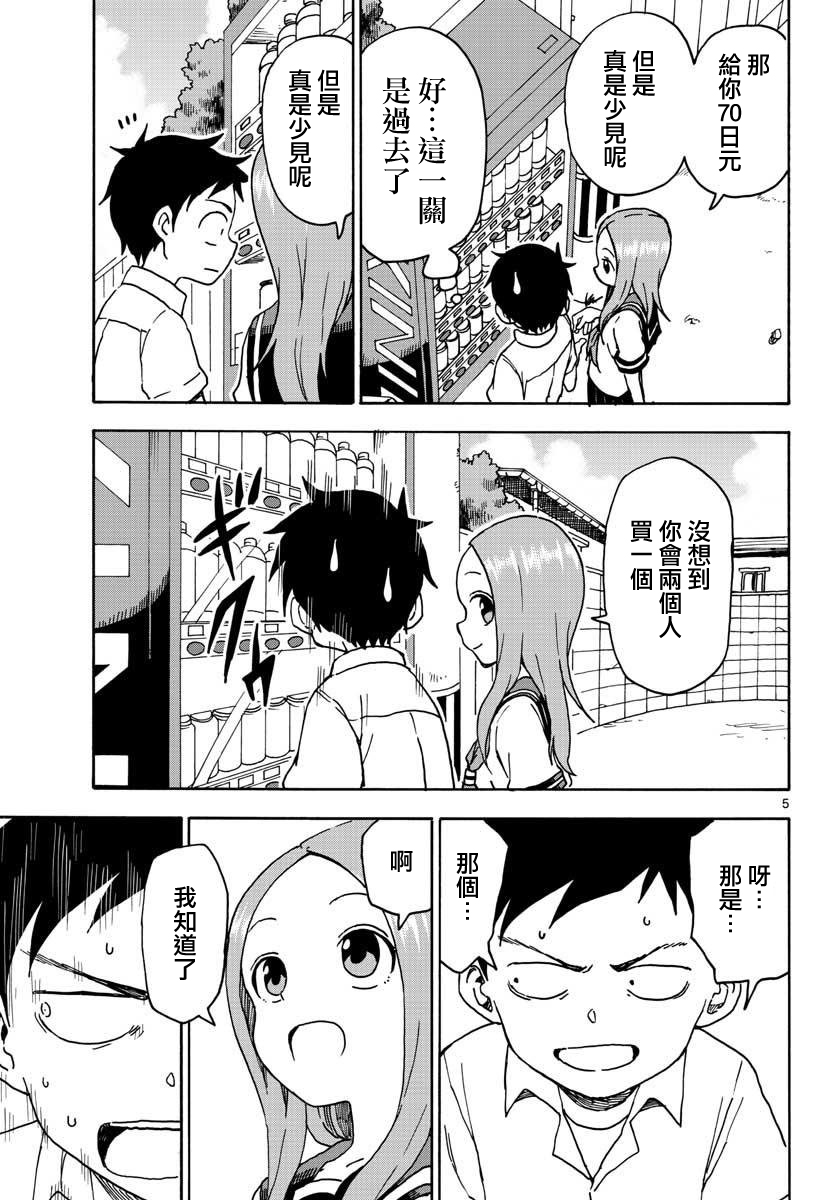 那
給你70日元
但是
真是少見呢
好…這一關
是過去了
但是
真是少見呢
沒想到
你會兩個人
買一個
ギギク
5
呀…
那是…
那個…
啊
我知道了